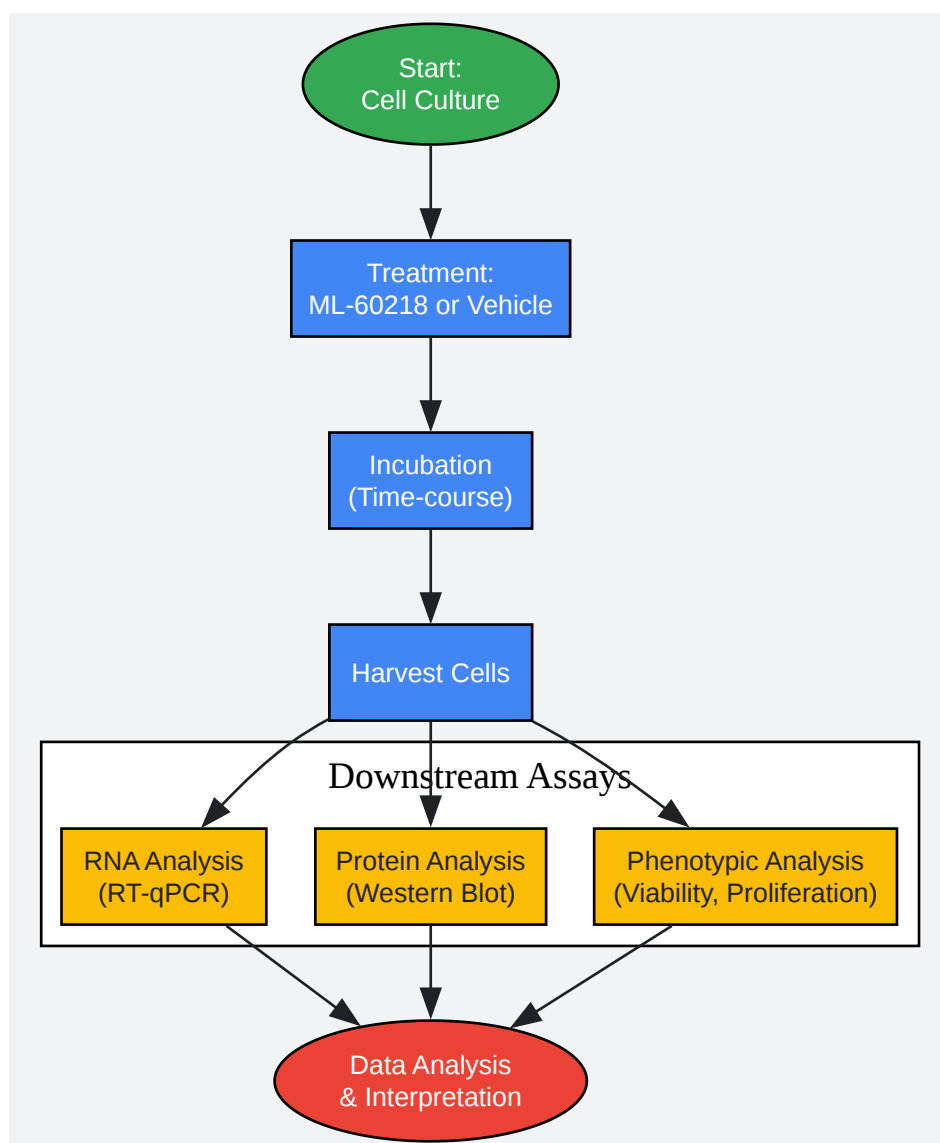 Start:
Cell Culture
Treatment:
ML-60218 or Vehicle
Incubation
(Time-course)
Harvest Cells
Downstream Assays
RNA Analysis
(RT-qPCR)
Protein Analysis
(Western Blot)
Phenotypic Analysis
(Viability, Proliferation)
Data Analysis
& Interpretation